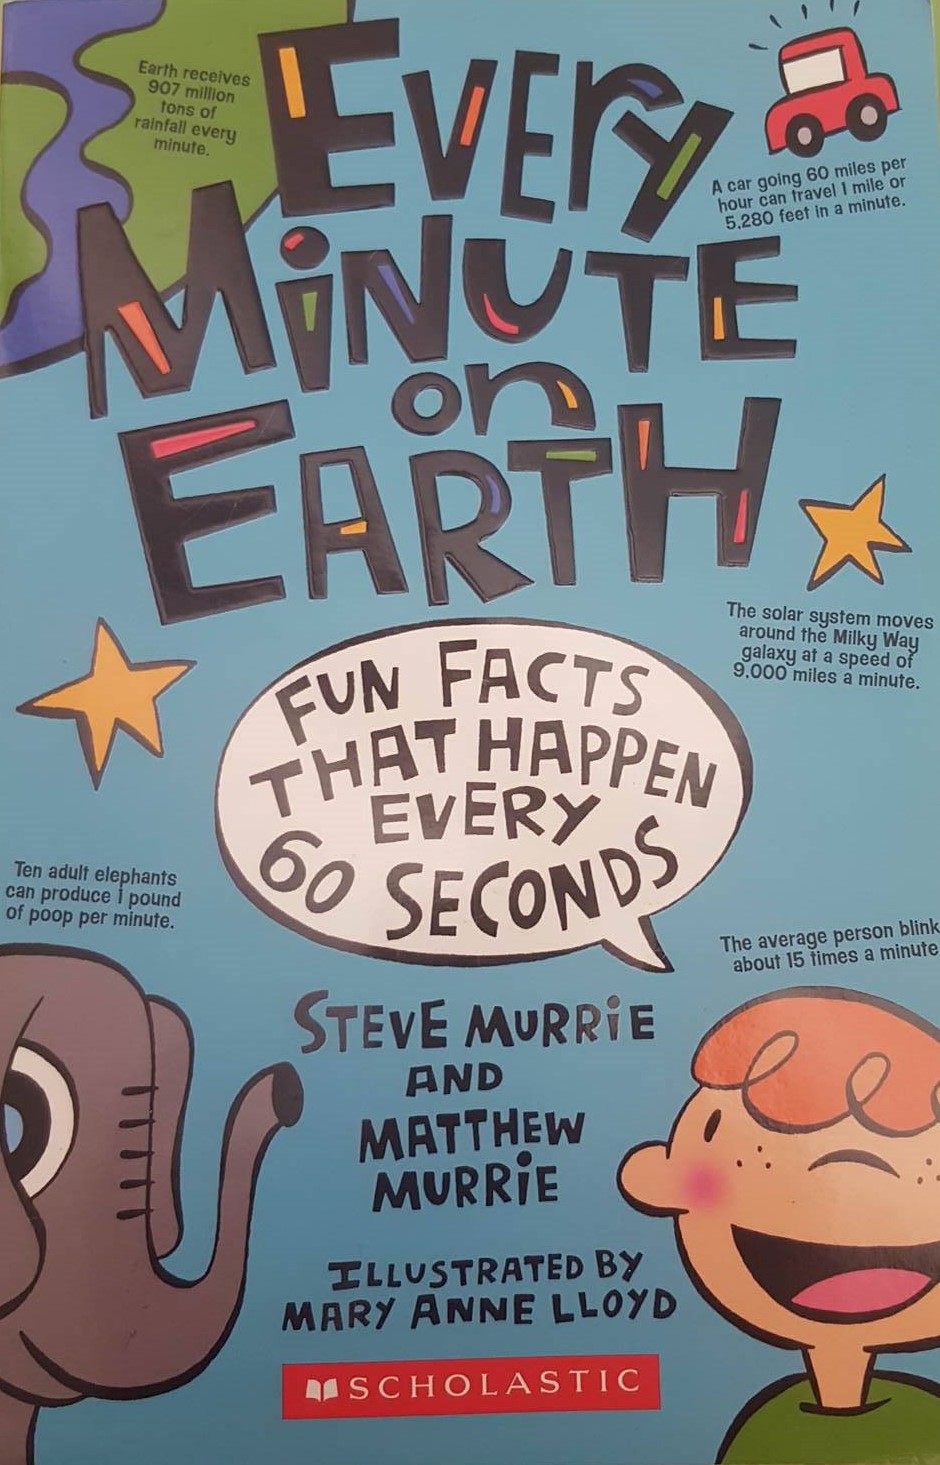 Earth receives
907 million
tons of
rainfall every
minute.
EVERY
MINUTE
on
EARTH
A car going 60 miles per
hour can travel 1 mile or
5,280 feet in a minute.
The solar system moves
around the Milky Way
galaxy at a speed of
9,000 miles a minute.
FUN FACTS
THAT HAPPEN
EVERY
60 SECONDS
Ten adult elephants
can produce 1 pound
of poop per minute.
The average person blink
about 15 times a minute
STEVE MURRiE
AND
MATTHEW
MURRiE
ILLUSTRATED BY
MARY ANNE LLOYD
SCHOLASTIC